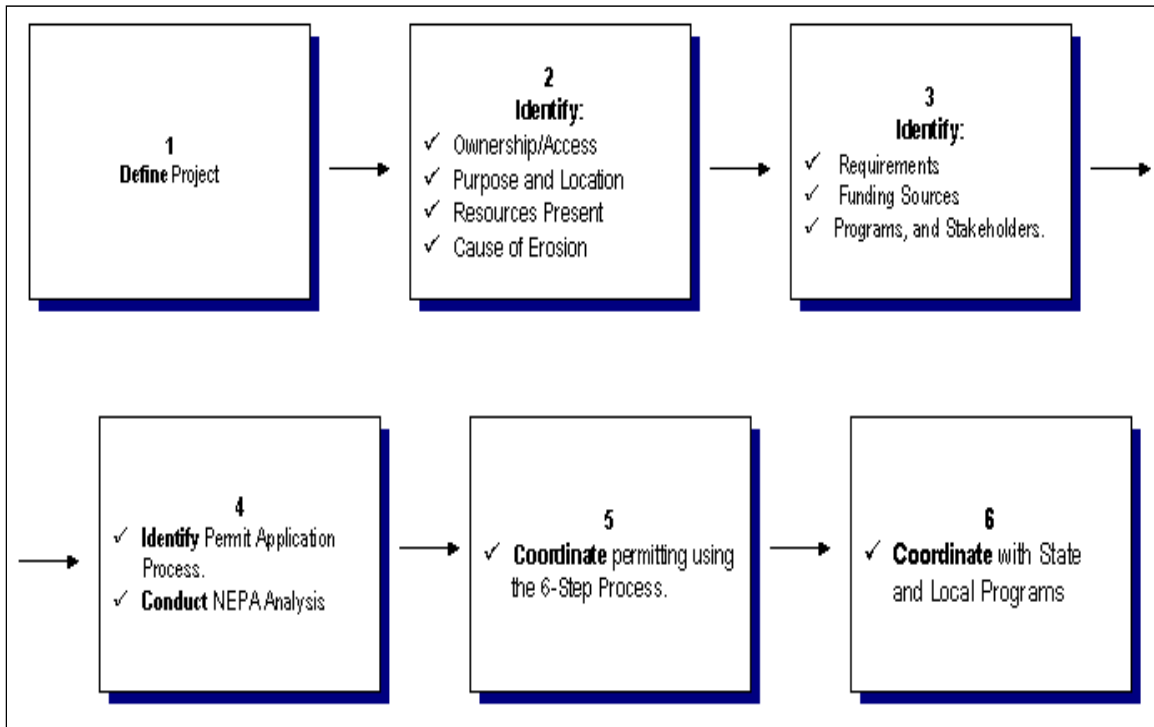 1
Define Project
2
Identify:
✓ Ownership/Access
✓ Purpose and Location
✓ Resources Present
✓ Cause of Erosion
3
Identify:
✓ Requirements
✓ Funding Sources
✓ Programs, and Stakeholders.
4
✓ Identify Permit Application
Process.
✓ Conduct NEPA Analysis
5
✓ Coordinate permitting using
the 6-Step Process.
6
✓ Coordinate with State
and Local Programs